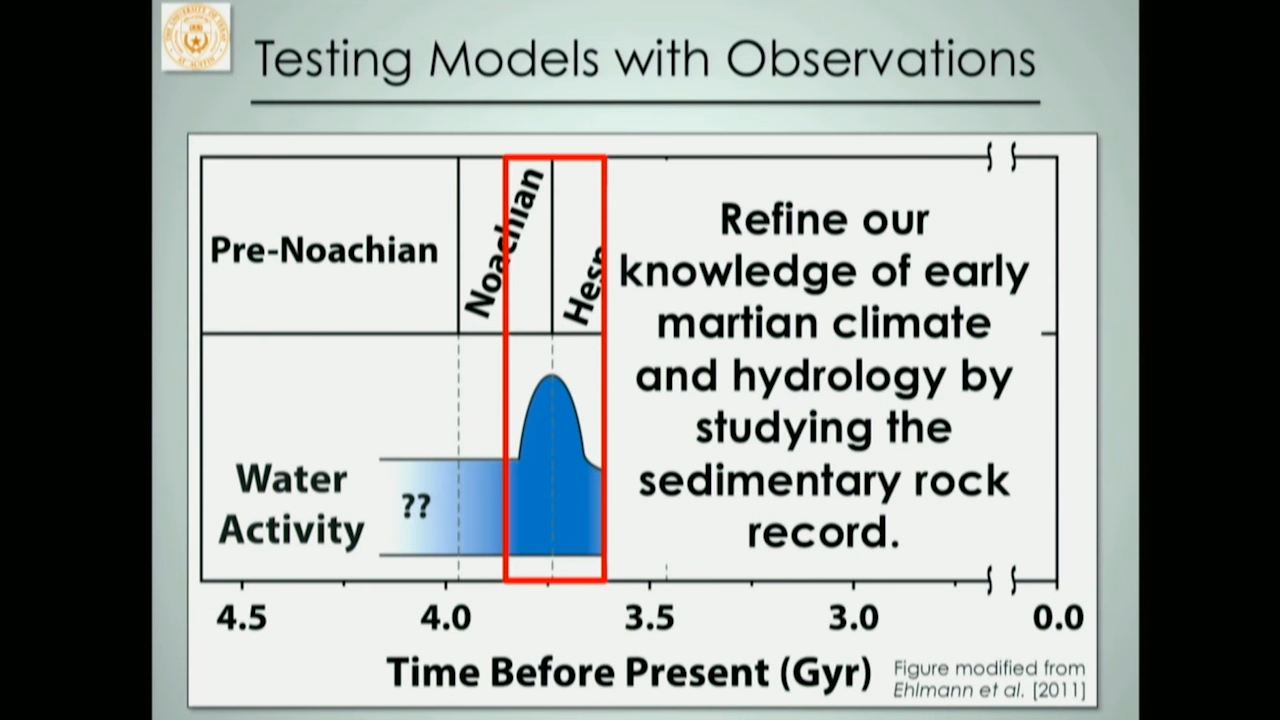 Testing Models with Observations
Pre-Noachian
Noachian
Hesp
Refine our
knowledge of early
martian climate
and hydrology by
studying the
sedimentary rock
record.
Water
Activity
??
4.5 4.0 3.5 3.0 0.0
Time Before Present (Gyr)
Figure modified from
Ehlmann et al. [2011]